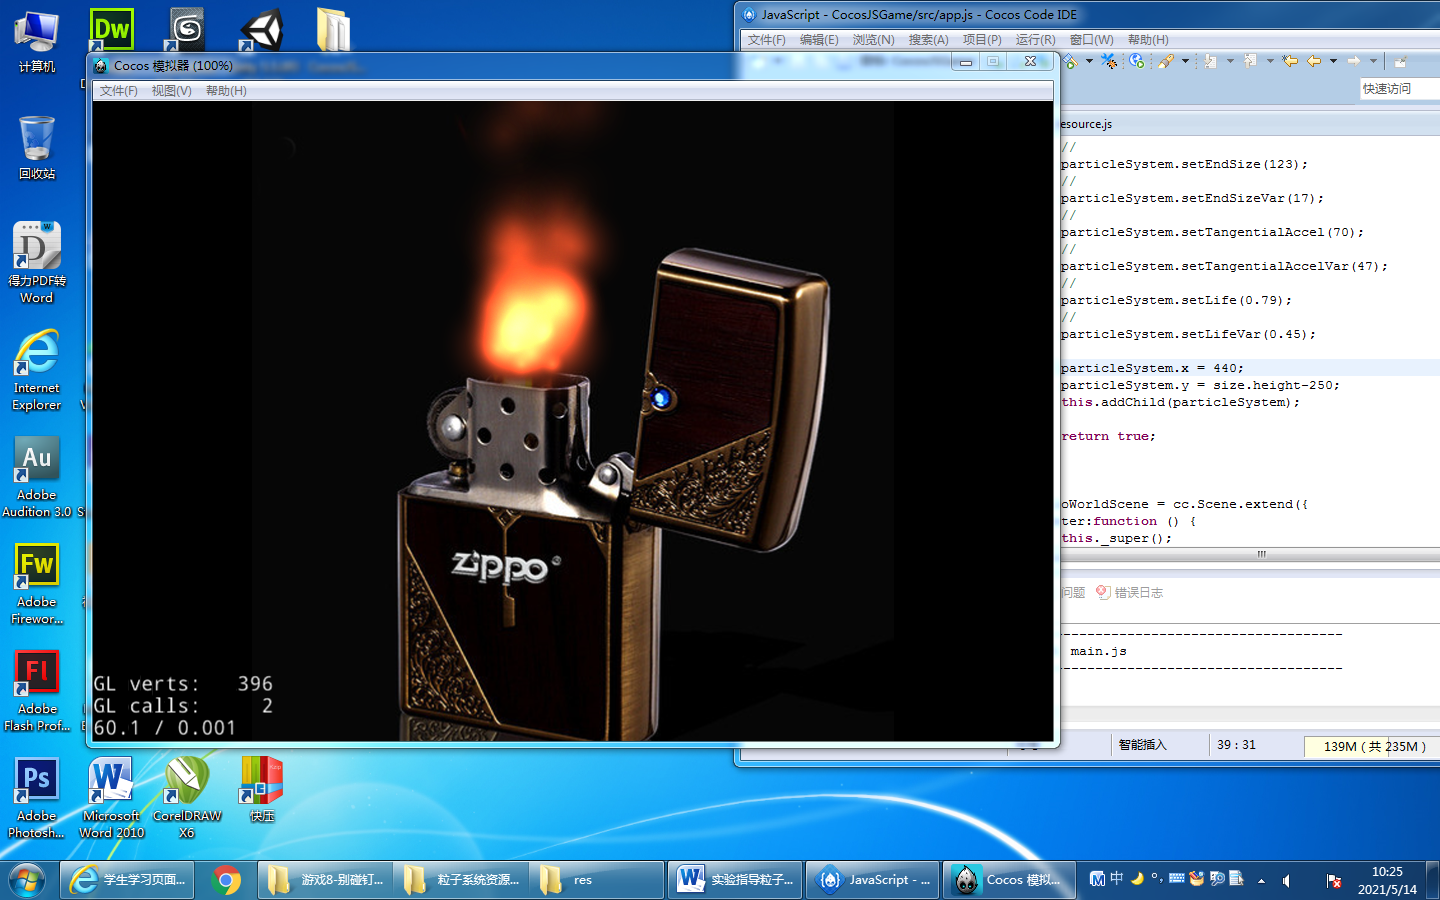 计算机
回收站
得力PDF转
Word
Internet
Explorer
Au
Adobe
Audition 3.0
Fw
Adobe
Firewor...
Fl
Adobe
Flash Prof...
Ps
Adobe
Photosh...
Dw
W
Microsoft
Word 2010
CorelDRAW
X6
快压
Cocos 模拟器 (100%)
文件(F) 视图(V) 帮助(H)
zippo
GL verts: 396
GL calls: 2
60.1 / 0.001
JavaScript - CocosJSGame/src/app.js - Cocos Code IDE
文件(F) 编辑(E) 浏览(N) 搜索(A) 项目(P) 运行(R) 窗口(W) 帮助(H)
快速访问
esource.js
//
particleSystem.setEndSize(123);
//
particleSystem.setEndSizeVar(17);
//
particleSystem.setTangentialAccel(70);
//
particleSystem.setTangentialAccelVar(47);
//
particleSystem.setLife(0.79);
//
particleSystem.setLifeVar(0.45);
particleSystem.x = 440;
particleSystem.y = size.height-250;
this.addChild(particleSystem);
return true;
oWorldScene = cc.Scene.extend({
ter:function () {
this._super();
问题 错误日志
main.js
智能插入 39 : 31 139M ( 共 235M )
学生学习页面...
游戏8-别碰钉...
粒子系统资源...
res
实验指导粒子...
JavaScript - ...
Cocos 模拟...
中
10:25
2021/5/14